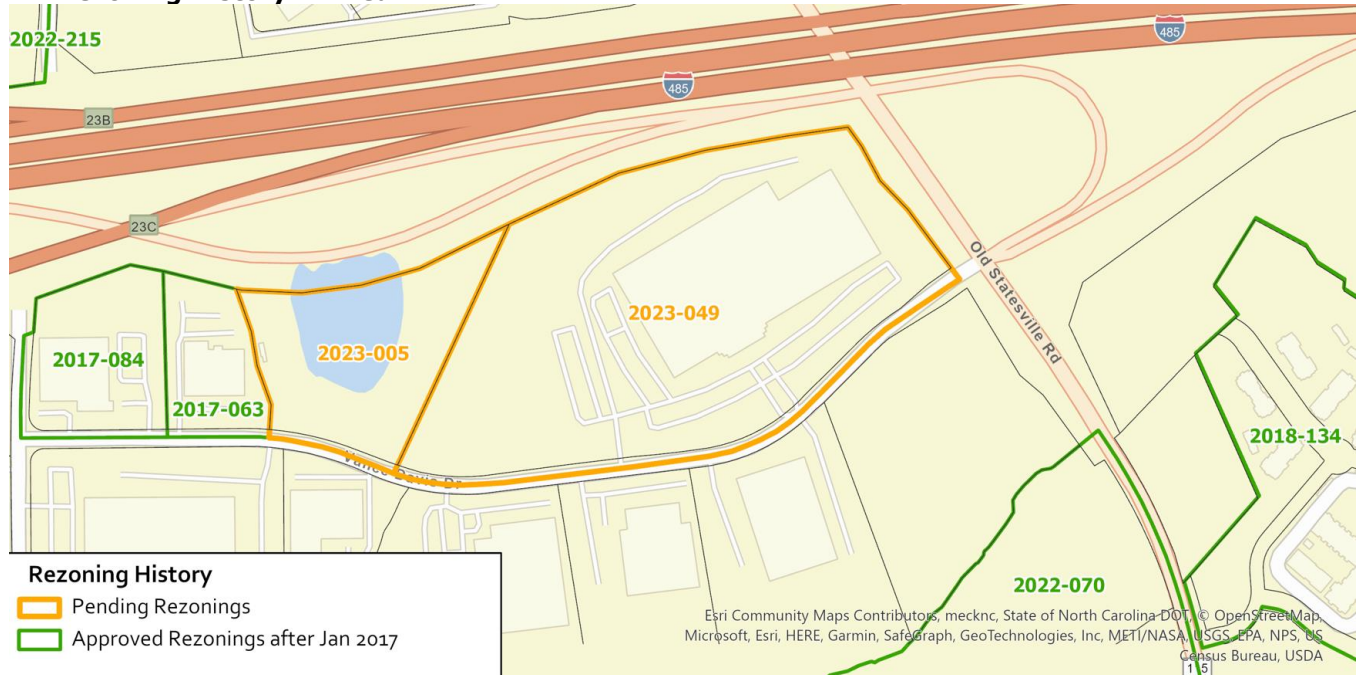 2022-215
485
485
23B
23C
Old Statesville Rd
2023-049
2023-005
2017-084
2017-063
2018-134
Vance Davis Dr
2022-070
Rezoning History
Pending Rezonings
Approved Rezonings after Jan 2017
Esri Community Maps Contributors, mecknc, State of North Carolina DOT, © OpenStreetMap,
Microsoft, Esri, HERE, Garmin, SafeGraph, GeoTechnologies, Inc, METI/NASA, USGS, EPA, NPS, US
Census Bureau, USDA
115